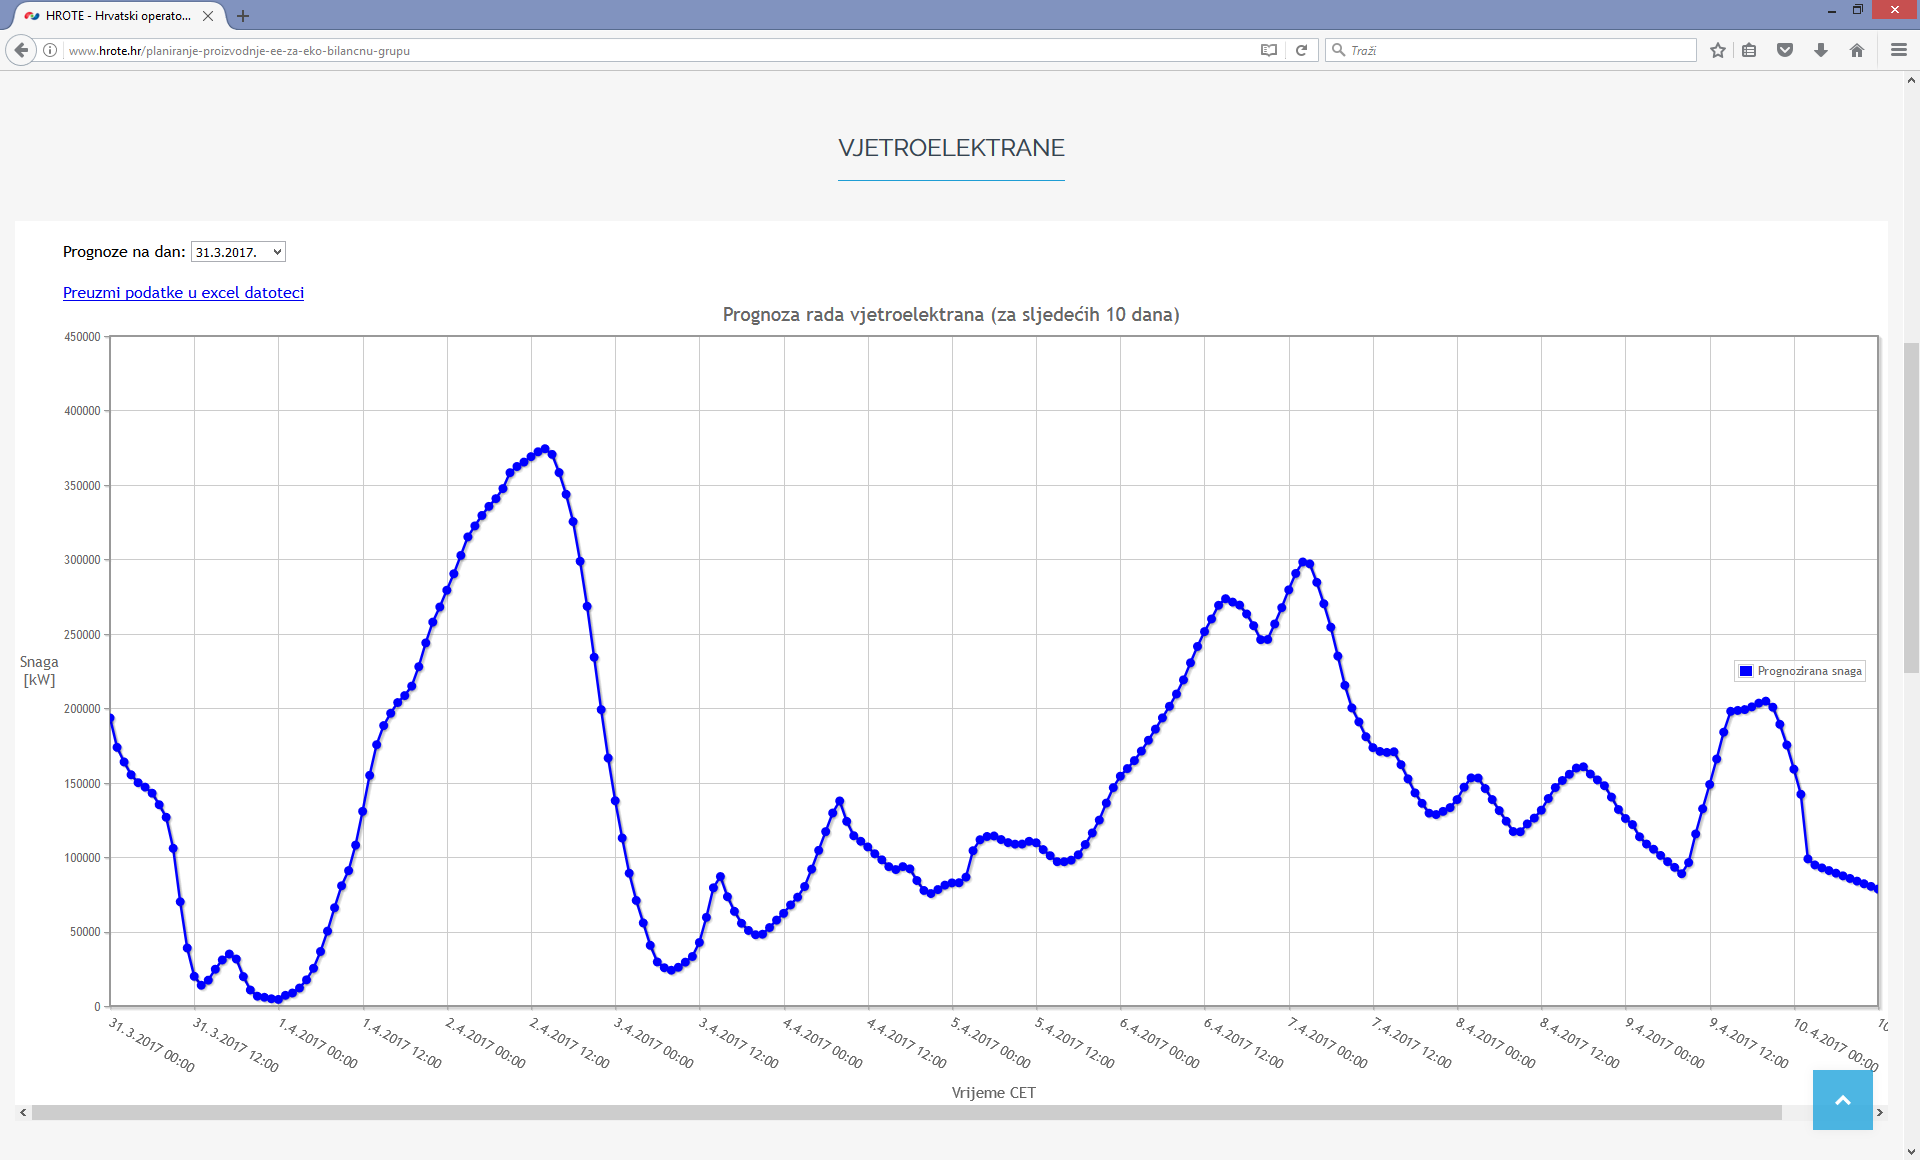 HROTE - Hrvatski operato...
www.hrote.hr/planiranje-proizvodnje-ee-za-eko-bilancnu-grupu
Traži
VJETROELEKTRANE
Prognoze na dan: 31.3.2017.
Preuzmi podatke u excel datoteci
Prognoza rada vjetroelektrana (za sljedećih 10 dana)
450000
400000
350000
300000
250000
200000
150000
100000
50000
0
Snaga
[kW]
Prognozirana snaga
31.3.2017 00:00
31.3.2017 12:00
1.4.2017 00:00
1.4.2017 12:00
2.4.2017 00:00
2.4.2017 12:00
3.4.2017 00:00
3.4.2017 12:00
4.4.2017 00:00
4.4.2017 12:00
5.4.2017 00:00
5.4.2017 12:00
6.4.2017 00:00
6.4.2017 12:00
7.4.2017 00:00
7.4.2017 12:00
8.4.2017 00:00
8.4.2017 12:00
9.4.2017 00:00
9.4.2017 12:00
10.4.2017 00:00
Vrijeme CET